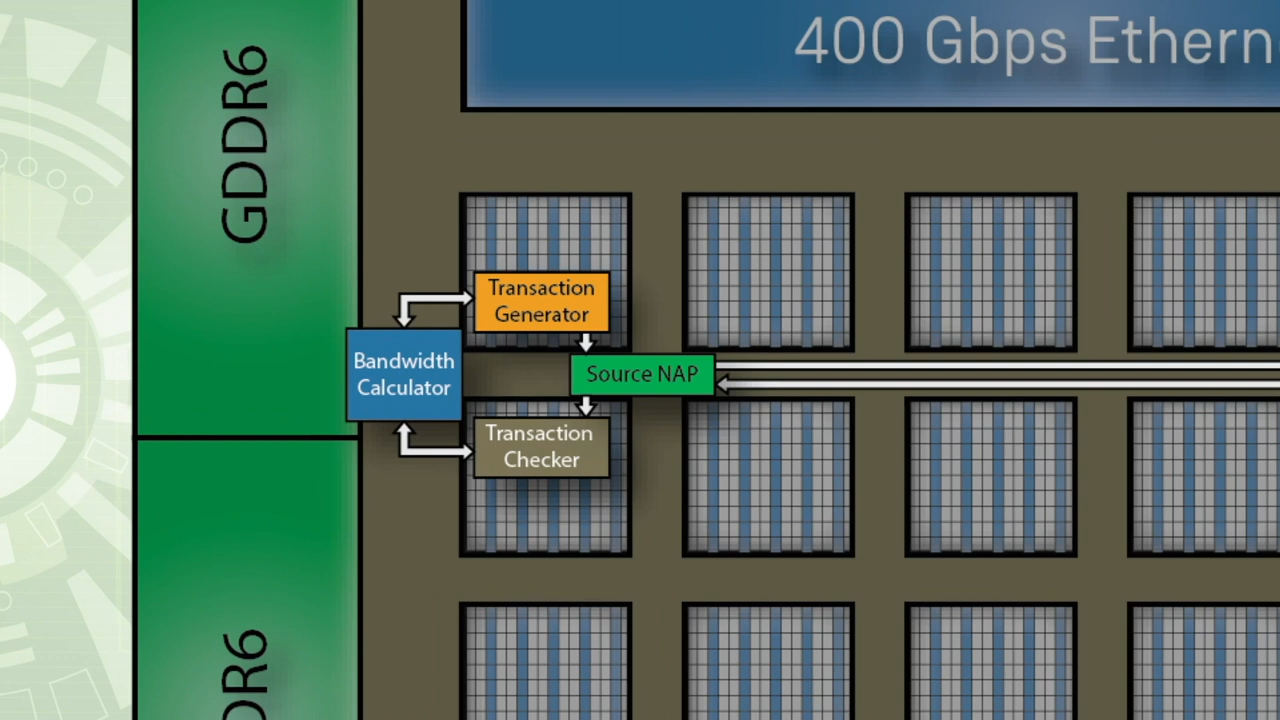 400 Gbps Ethern
GDDR6
Transaction
Generator
Bandwidth
Calculator
Source NAP
Transaction
Checker
DR6